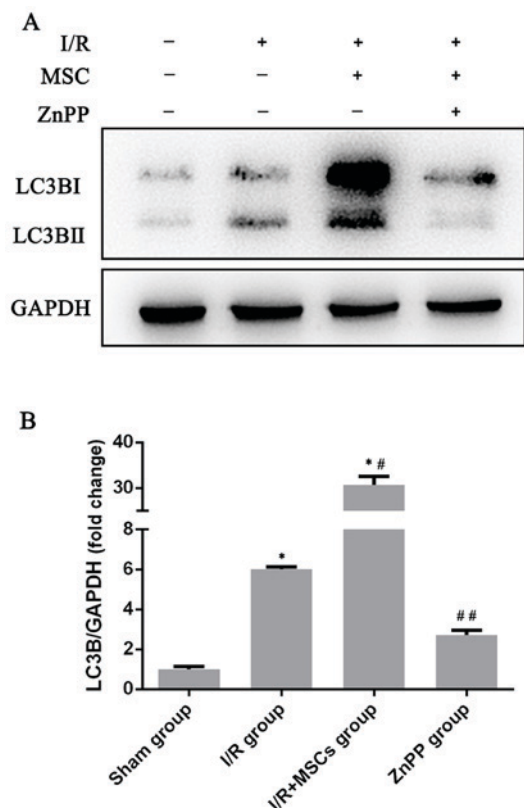 A
I/R – + + +
MSC – – + +
ZnPP – – – +
LC3BI
LC3BII
GAPDH
B
LC3B/GAPDH (fold change)
40
30
8
6
4
2
0
*
* #
# #
Sham group
I/R group
I/R+MSCs group
ZnPP group